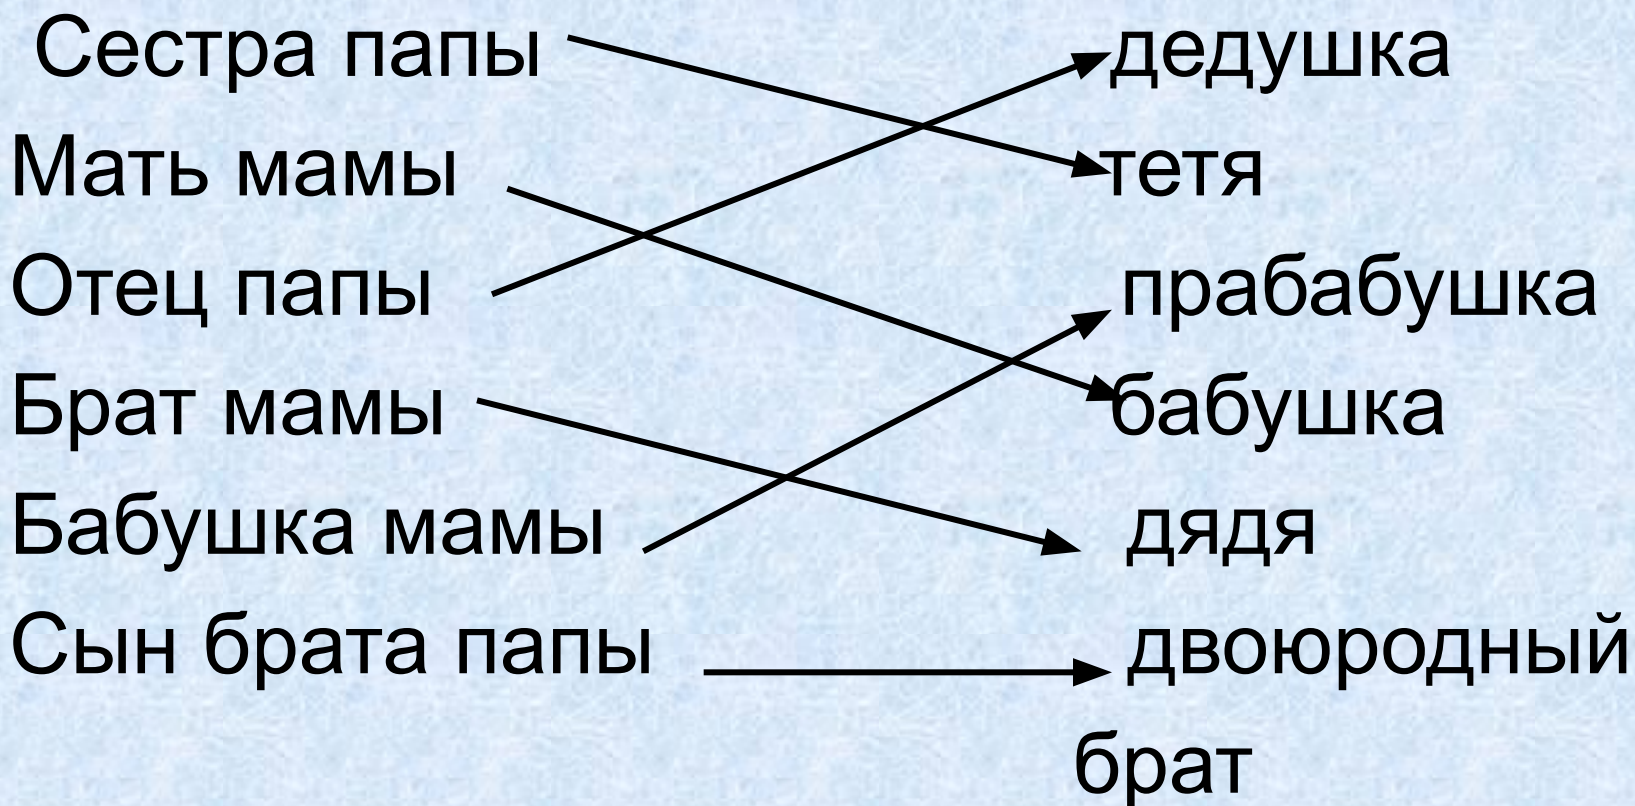 Сестра папы дедушка
Мать мамы тетя
Отец папы прабабушка
Брат мамы бабушка
Бабушка мамы дядя
Сын брата папы двоюродный
брат